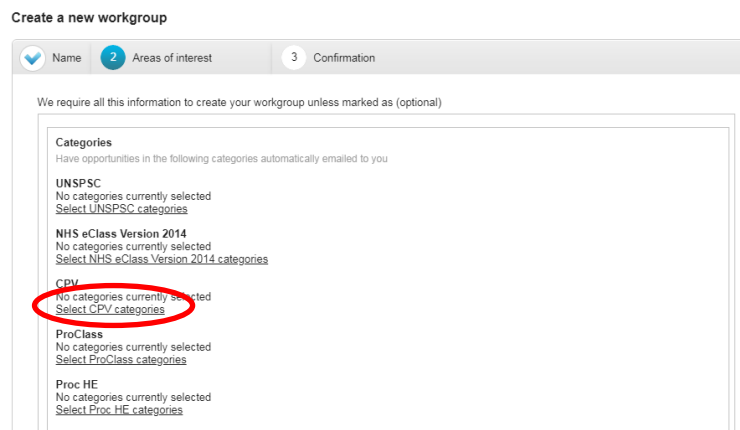 Create a new workgroup
Name 2 Areas of interest 3 Confirmation
We require all this information to create your workgroup unless marked as (optional)
Categories
Have opportunities in the following categories automatically emailed to you
UNSPSC
No categories currently selected
Select UNSPSC categories
NHS eClass Version 2014
No categories currently selected
Select NHS eClass Version 2014 categories
CPV
No categories currently selected
Select CPV categories
ProClass
No categories currently selected
Select ProClass categories
Proc HE
No categories currently selected
Select Proc HE categories